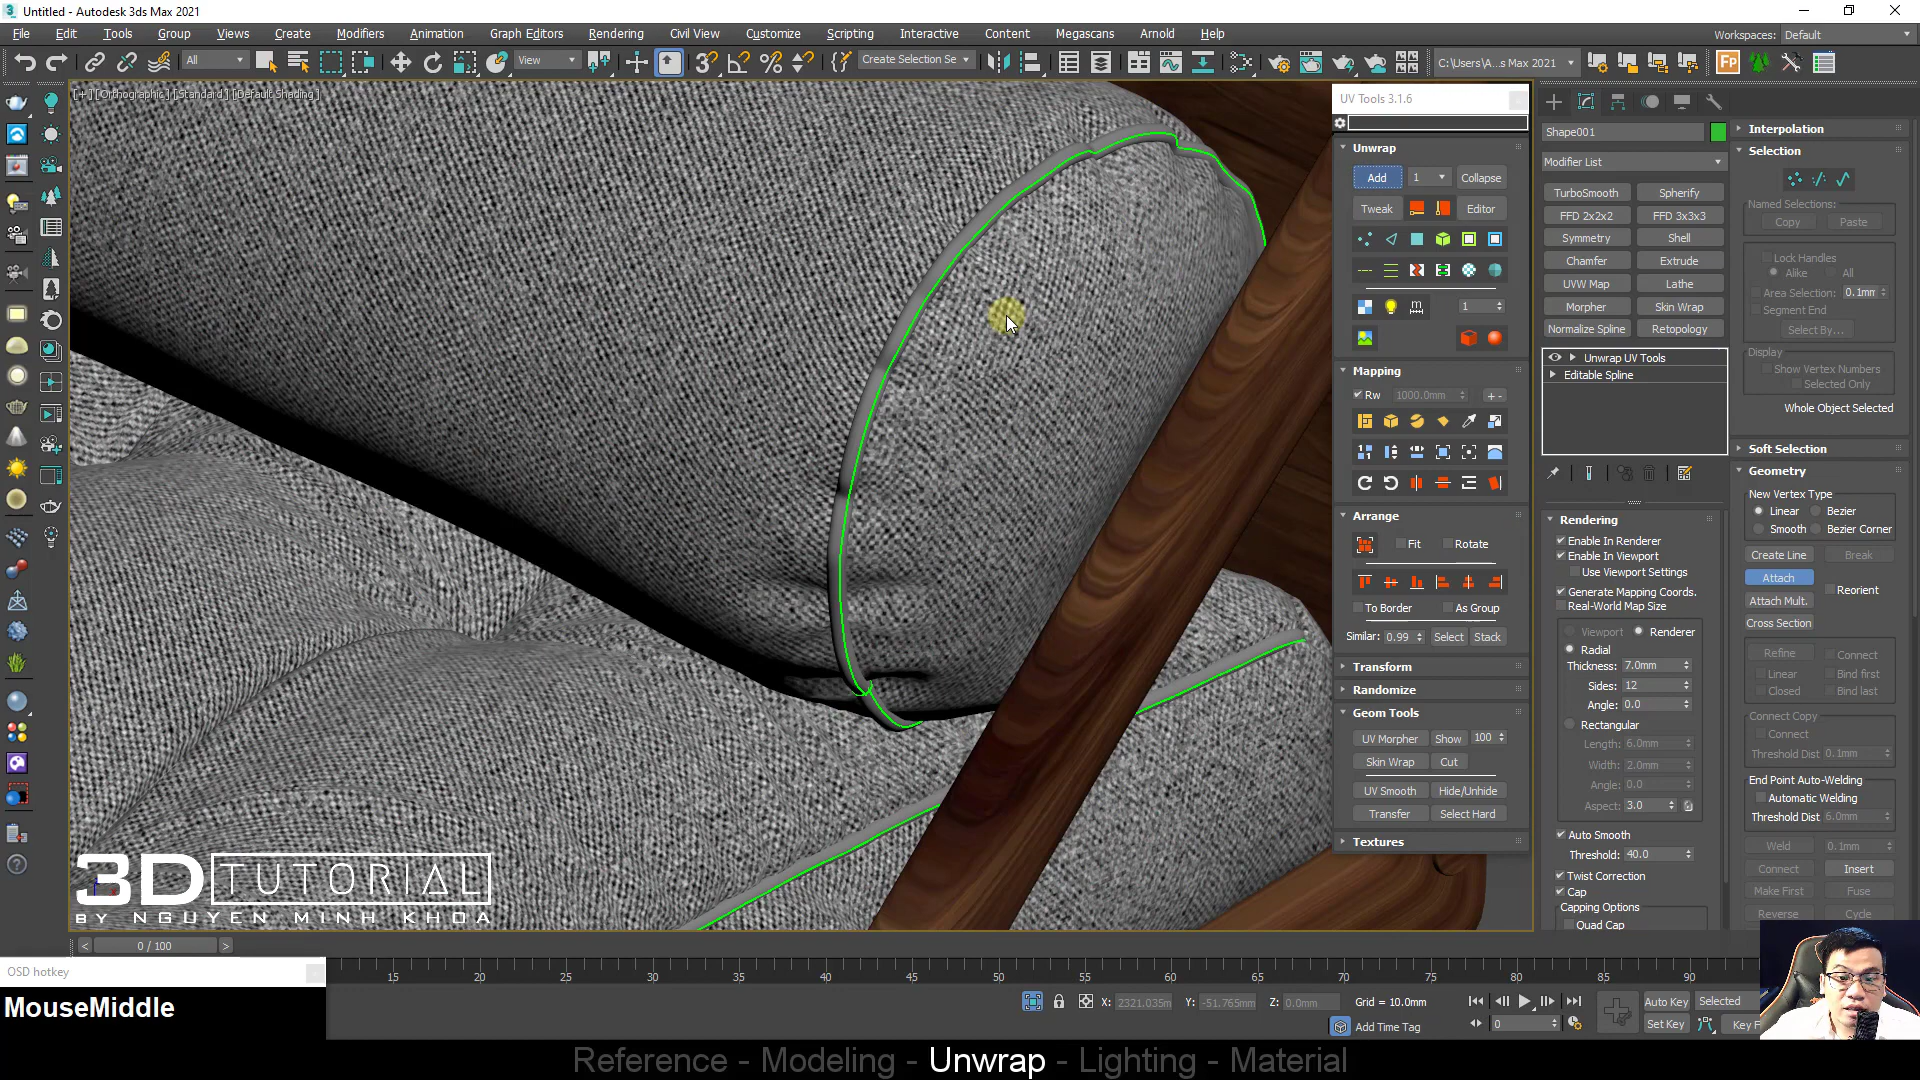 Untitled - Autodesk 3ds Max 2021
File Edit Tools Group Views Create Modifiers Animation Graph Editors Rendering Civil View Customize Scripting Interactive Content Megascans Arnold Help
Workspaces: Default
All
View
Create Selection Se
C:\Users\A...s Max 2021
[+][Orthographic][Standard][Default Shading]
UV Tools 3.1.6
Unwrap
Add 1 Collapse
Tweak Editor
1
Mapping
Rw 1000.0mm
Arrange
Fit Rotate
To Border As Group
Similar: 0.99 Select Stack
Transform
Randomize
Geom Tools
UV Morpher Show 100
Skin Wrap Cut
UV Smooth Hide/Unhide
Transfer Select Hard
Textures
Shape001
Modifier List
TurboSmooth Spherify
FFD 2x2x2 FFD 3x3x3
Symmetry Shell
Chamfer Extrude
UVW Map Lathe
Morpher Skin Wrap
Normalize Spline Retopology
Unwrap UV Tools
Editable Spline
Rendering
Enable In Renderer
Enable In Viewport
Use Viewport Settings
Generate Mapping Coords.
Real-World Map Size
Viewport Renderer
Radial
Thickness: 7.0mm
Sides: 12
Angle: 0.0
Rectangular
Length: 6.0mm
Width: 2.0mm
Angle: 0.0
Aspect: 3.0
Auto Smooth
Threshold: 40.0
Twist Correction
Cap
Capping Options
Quad Cap
Interpolation
Selection
Named Selections:
Copy Paste
Lock Handles
Alike All
Area Selection: 0.1mm
Segment End
Select By...
Display
Show Vertex Numbers
Selected Only
Whole Object Selected
Soft Selection
Geometry
New Vertex Type
Linear Bezier
Smooth Bezier Corner
Create Line Break
Attach Reorient
Attach Mult.
Cross Section
Refine Connect
Linear Bind first
Closed Bind last
Connect Copy
Connect
Threshold Dist 0.1mm
End Point Auto-Welding
Automatic Welding
Threshold Dist 6.0mm
Weld 0.1mm
Connect Insert
Make First Fuse
Reverse Cycle
3D TUTORIAL
BY NGUYEN MINH KHOA
0 / 100
15 20 25 30 35 40 45 50 55 60 65 70 75 80 85 90
OSD hotkey
MouseMiddle
X: 2321.035m Y: -51.765mm Z: 0.0mm Grid = 10.0mm
Add Time Tag
0
Auto Key Selected
Set Key Key F
Reference - Modeling - Unwrap - Lighting - Material